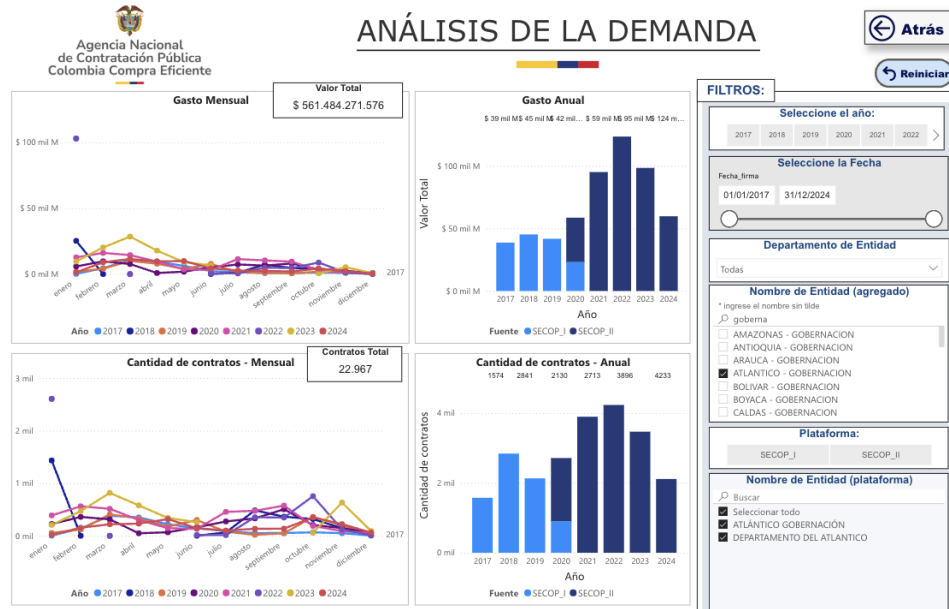 Agencia Nacional
de Contratación Pública
Colombia Compra Eficiente
ANÁLISIS DE LA DEMANDA
Atrás
Reiniciar
Gasto Mensual
Valor Total
$ 561.484.271.576
$ 100 mil M
$ 50 mil M
$ 0 mil M
2017
enero
febrero
marzo
abril
mayo
junio
julio
agosto
septiembre
octubre
noviembre
diciembre
Año 2017 2018 2019 2020 2021 2022 2023 2024
Gasto Anual
$ 39 mil M $ 45 mil M $ 42 mil... $ 59 mil M $ 95 mil M $ 124 m...
Valor Total
$ 100 mil M
$ 50 mil M
$ 0 mil M
2017 2018 2019 2020 2021 2022 2023 2024
Año
Fuente SECOP_I SECOP_II
Cantidad de contratos - Mensual
Contratos Total
22.967
3 mil
2 mil
1 mil
0 mil
2017
enero
febrero
marzo
abril
mayo
junio
julio
agosto
septiembre
octubre
noviembre
diciembre
Año 2017 2018 2019 2020 2021 2022 2023 2024
Cantidad de contratos - Anual
1574 2841 2130 2713 3896 4233
Cantidad de contratos
4 mil
2 mil
0 mil
2017 2018 2019 2020 2021 2022 2023 2024
Año
Fuente SECOP_I SECOP_II
FILTROS:
Seleccione el año:
2017 2018 2019 2020 2021 2022
Seleccione la Fecha
Fecha_firma
01/01/2017 31/12/2024
Departamento de Entidad
Todas
Nombre de Entidad (agregado)
* ingrese el nombre sin tilde
goberna
AMAZONAS - GOBERNACION
ANTIOQUIA - GOBERNACION
ARAUCA - GOBERNACION
ATLANTICO - GOBERNACION
BOLIVAR - GOBERNACION
BOYACA - GOBERNACION
CALDAS - GOBERNACION
Plataforma:
SECOP_I SECOP_II
Nombre de Entidad (plataforma)
Buscar
Seleccionar todo
ATLÁNTICO GOBERNACIÓN
DEPARTAMENTO DEL ATLANTICO